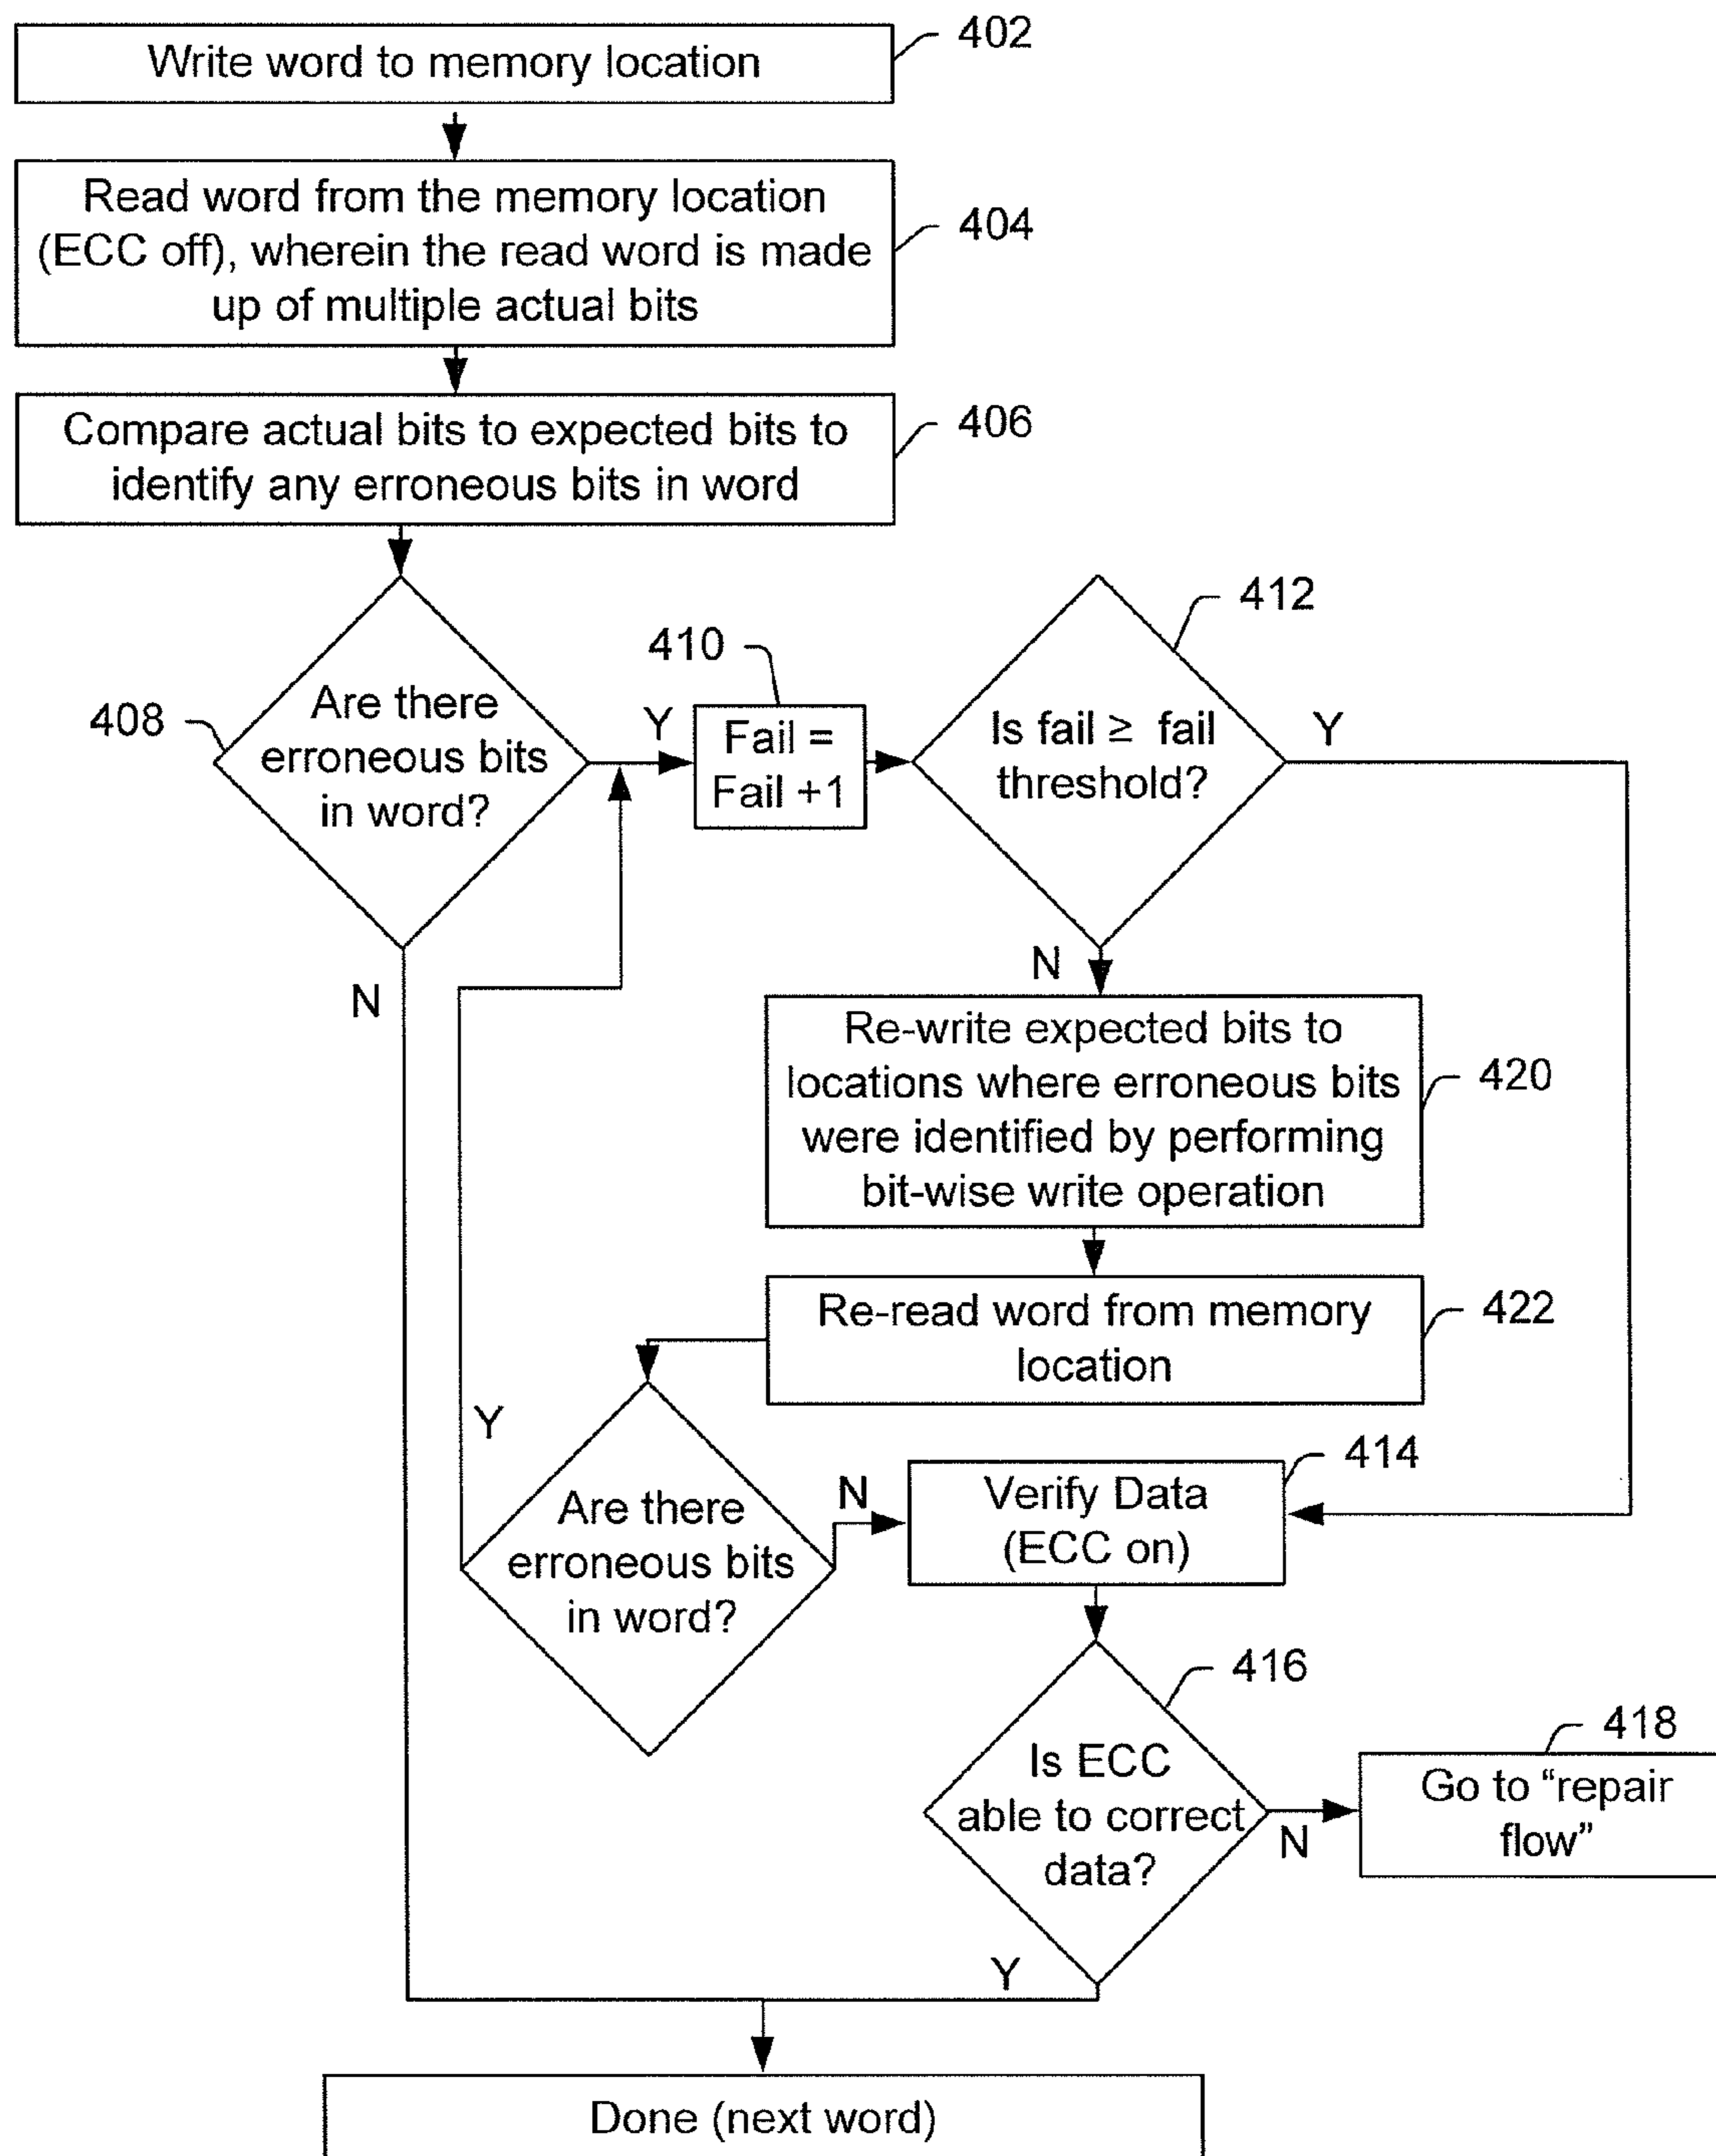 Write word to memory location
402
Read word from the memory location
(ECC off), wherein the read word is made
up of multiple actual bits
404
Compare actual bits to expected bits to
identify any erroneous bits in word
406
408
Are there
erroneous bits
in word?
Y
N
410
Fail =
Fail +1
412
Is fail ≥ fail
threshold?
Y
N
Re-write expected bits to
locations where erroneous bits
were identified by performing
bit-wise write operation
420
Re-read word from memory
location
422
Y
Are there
erroneous bits
in word?
N
Verify Data
(ECC on)
414
416
Is ECC
able to correct
data?
N
418
Go to “repair
flow”
Y
Done (next word)